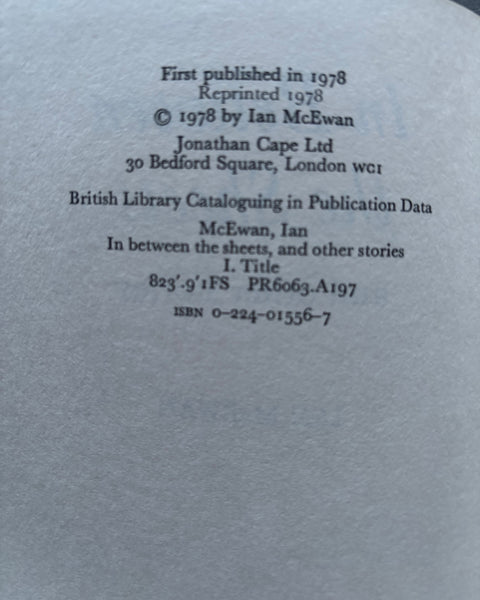 First published in 1978
Reprinted 1978
© 1978 by Ian McEwan
Jonathan Cape Ltd
30 Bedford Square, London WC1
British Library Cataloguing in Publication Data
McEwan, Ian
In between the sheets, and other stories
I. Title
823'.9'1FS PR6063.A197
ISBN 0-224-01556-7